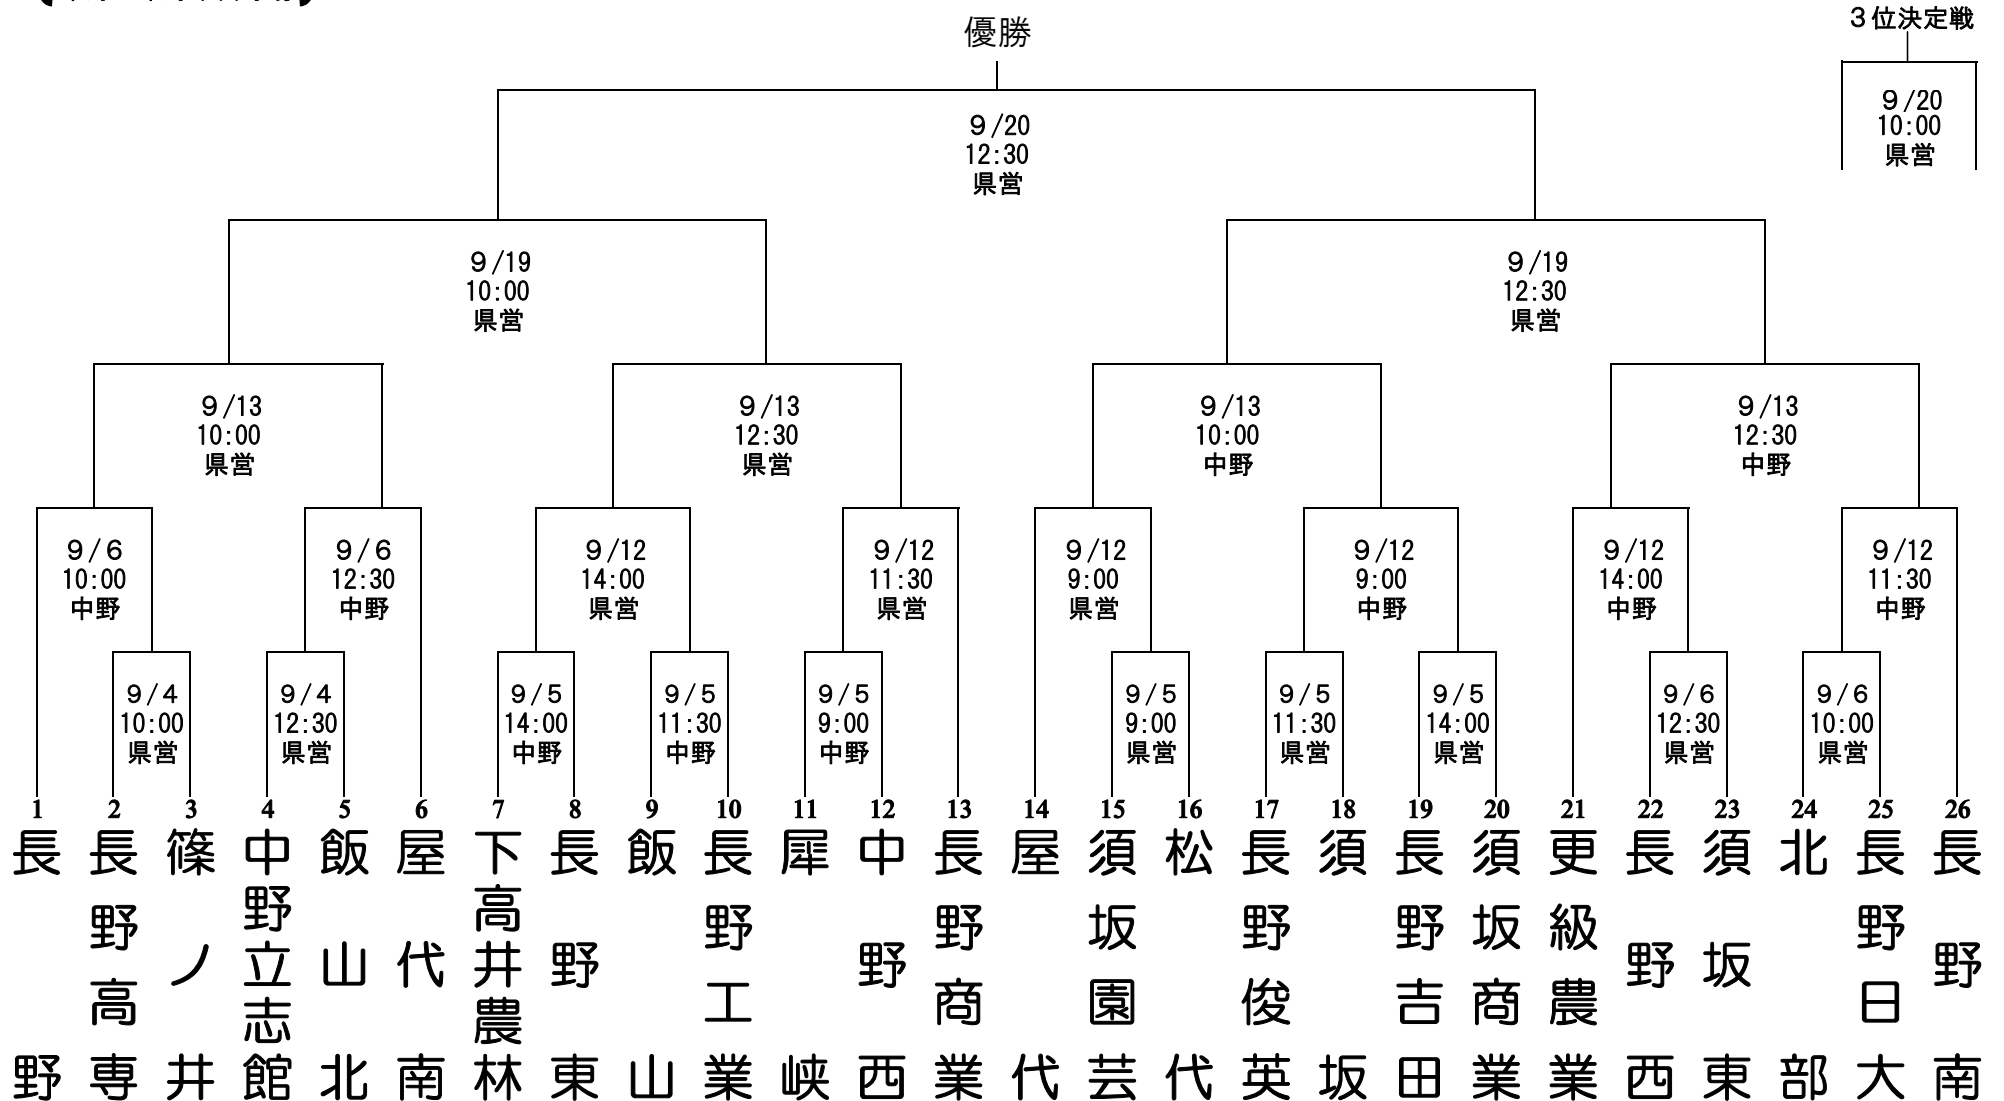 優勝
３位決定戦
9/20
10:00
県営
9/20
12:30
県営
9/19
10:00
県営
9/19
12:30
県営
9/13
10:00
県営
9/13
12:30
県営
9/13
10:00
中野
9/13
12:30
中野
9/6
10:00
中野
9/6
12:30
中野
9/12
14:00
県営
9/12
11:30
県営
9/12
9:00
県営
9/12
9:00
中野
9/12
14:00
中野
9/12
11:30
中野
9/4
10:00
県営
9/4
12:30
県営
9/5
14:00
中野
9/5
11:30
中野
9/5
9:00
中野
9/5
9:00
県営
9/5
11:30
県営
9/5
14:00
県営
9/6
12:30
県営
9/6
10:00
県営
1 長野
2 長野高専
3 篠ノ井
4 中野立志館
5 飯山北
6 屋代南
7 下高井農林
8 長野東
9 飯山
10 長野工業
11 犀峡
12 中野西
13 長野商業
14 屋代
15 須坂園芸
16 松代
17 長野俊英
18 須坂
19 長野吉田
20 須坂商業
21 更級農業
22 長野西
23 須坂東
24 北部
25 長野日大
26 長野南